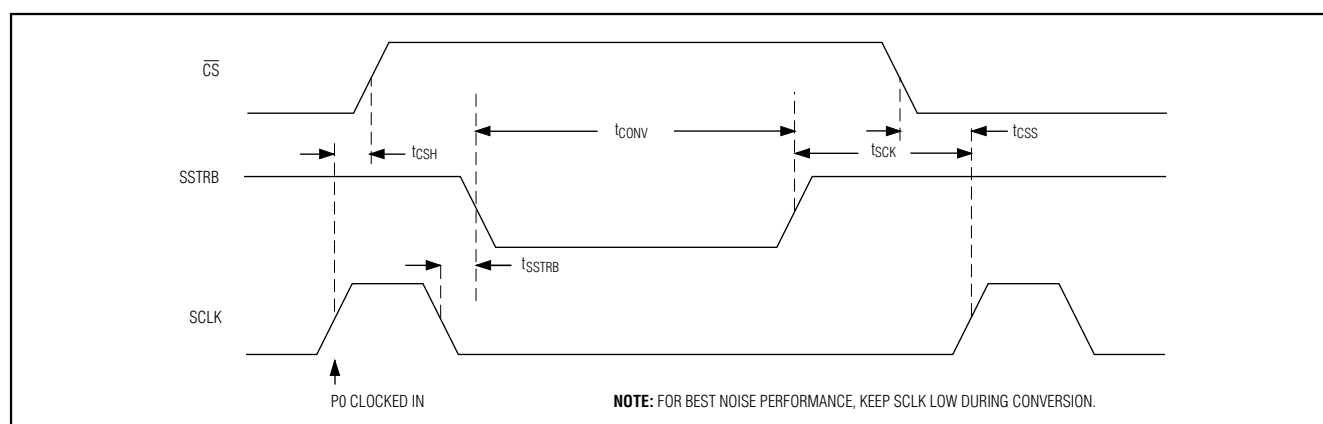 CS
tCONV
tCSS
tCSH
tSCK
SSTRB
tSSTRB
SCLK
P0 CLOCKED IN
NOTE: FOR BEST NOISE PERFORMANCE, KEEP SCLK LOW DURING CONVERSION.